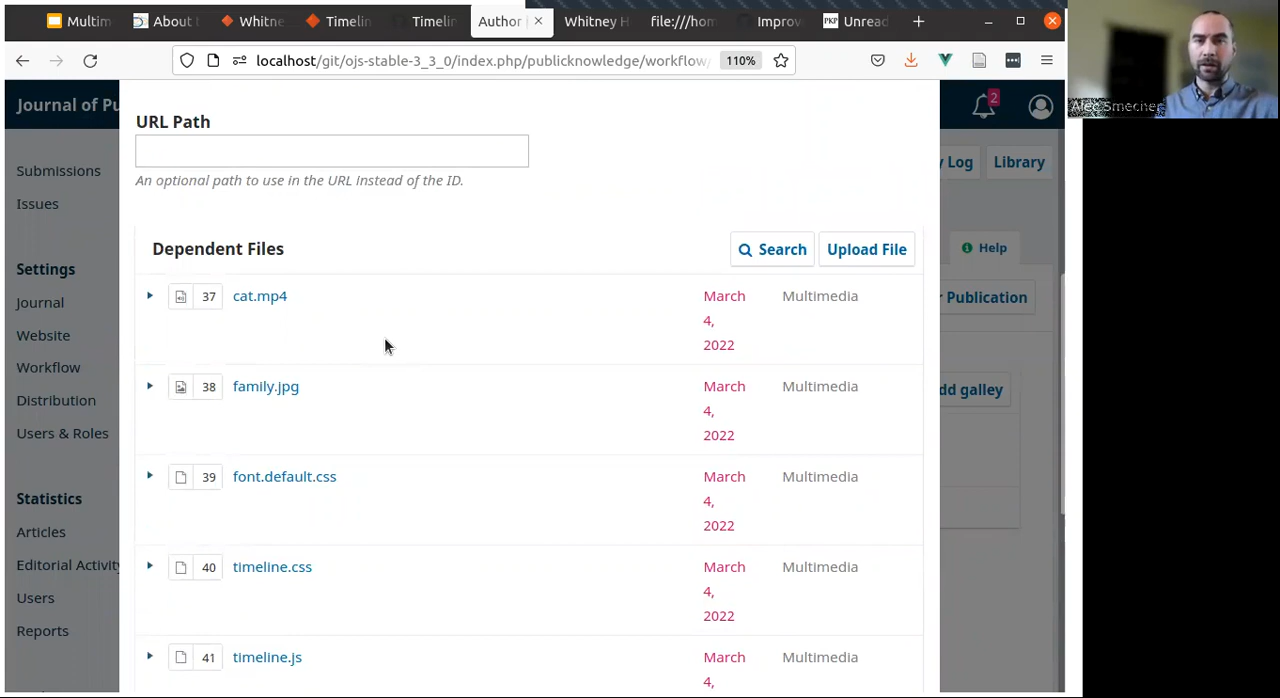 Multim
About
Whitne
Timelin
Timelin
Author
Whitney H
file:///hom
Improv
PKP
Unread
localhost/git/ojs-stable-3_3_0/index.php/publicknowledge/workflow/
110%
Journal of Pu
2
Alec Smecher
Submissions
Issues
Settings
Journal
Website
Workflow
Distribution
Users & Roles
Statistics
Articles
Editorial Activity
Users
Reports
URL Path
An optional path to use in the URL instead of the ID.
Dependent Files
Search
Upload File
37 cat.mp4 March 4, 2022 Multimedia
38 family.jpg March 4, 2022 Multimedia
39 font.default.css March 4, 2022 Multimedia
40 timeline.css March 4, 2022 Multimedia
41 timeline.js March 4, Multimedia
y Log
Library
Help
r Publication
dd galley